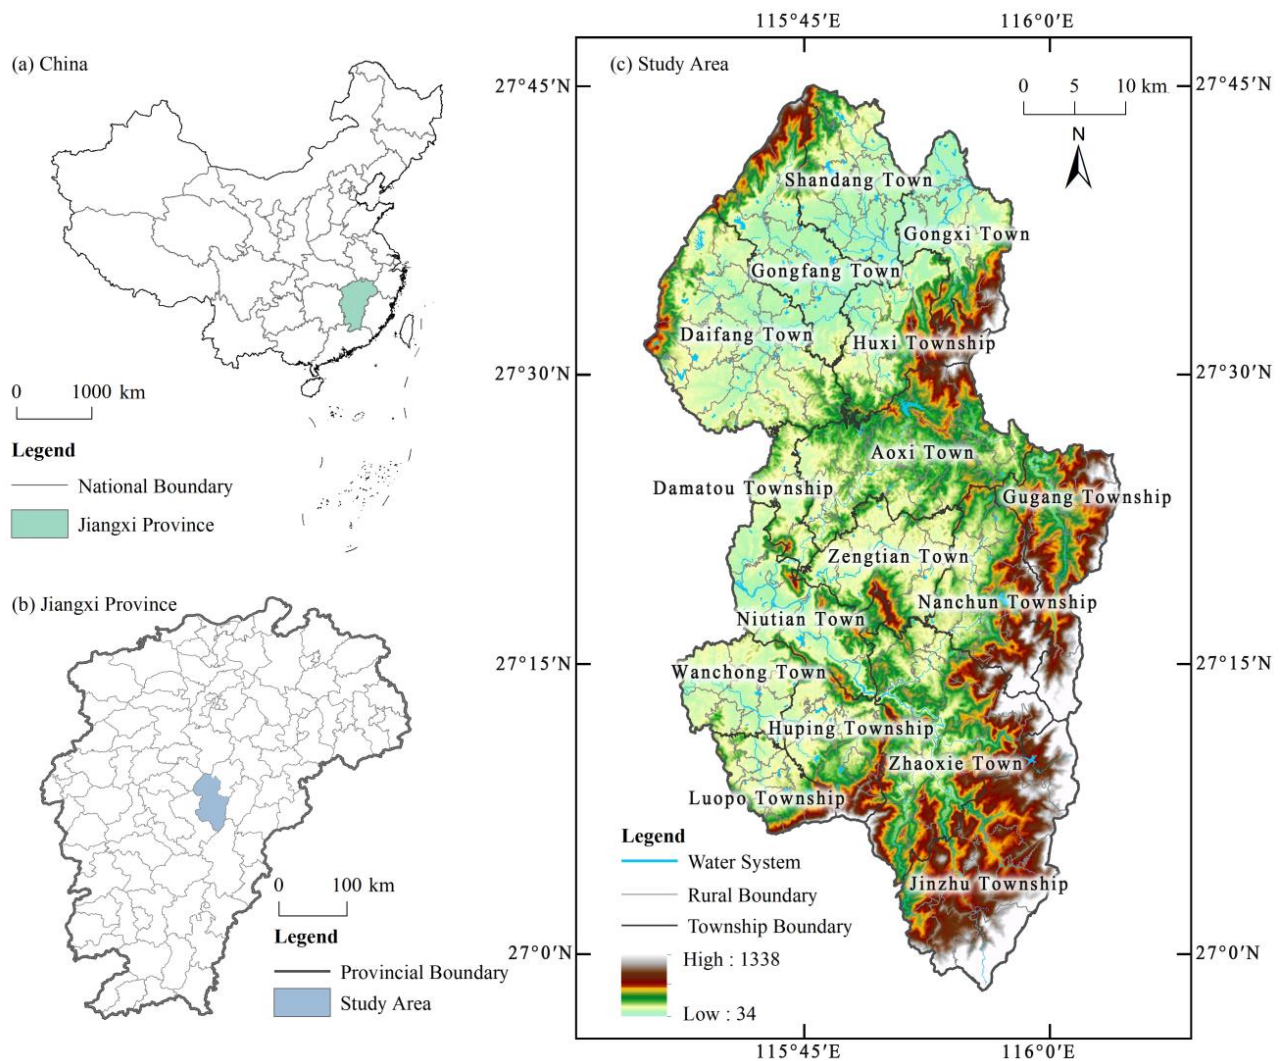 (a) China
0
1000 km
Legend
National Boundary
Jiangxi Province
(b) Jiangxi Province
0
100 km
Legend
Provincial Boundary
Study Area
115°45′E
116°0′E
(c) Study Area
0
5
10 km
N
27°45′N
27°45′N
27°30′N
27°30′N
27°15′N
27°15′N
27°0′N
27°0′N
Shandang Town
Gongxi Town
Gongfang Town
Daifang Town
Huxi Township
Aoxi Town
Damatou Township
Gugang Township
Zengtian Town
Nanchun Township
Niutian Town
Wanchong Town
Huping Township
Zhaoxie Town
Luopo Township
Jinzhu Township
Legend
Water System
Rural Boundary
Township Boundary
High : 1338
Low : 34
115°45′E
116°0′E